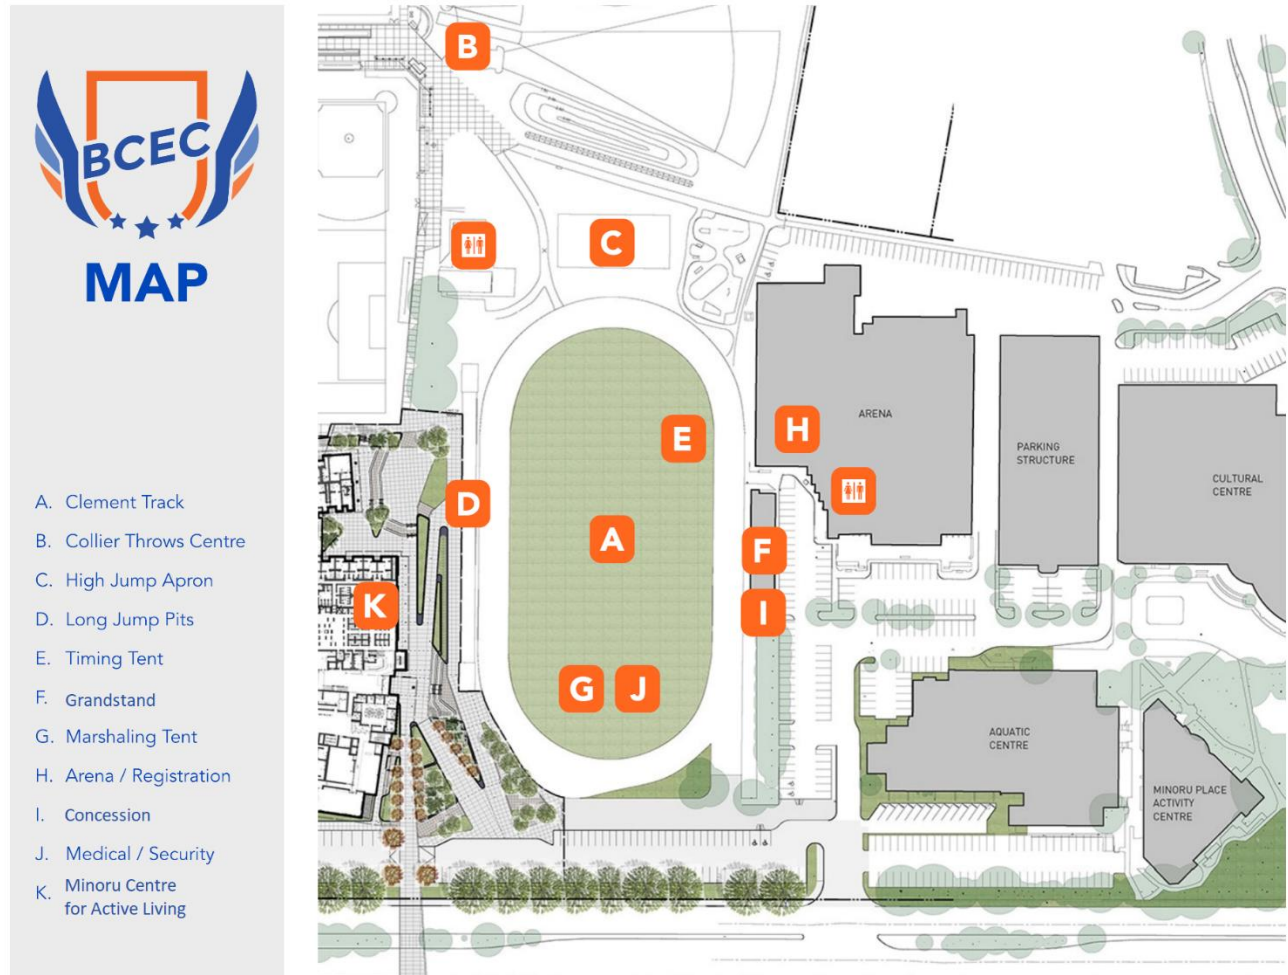 BCEC
MAP
A. Clement Track
B. Collier Throws Centre
C. High Jump Apron
D. Long Jump Pits
E. Timing Tent
F. Grandstand
G. Marshaling Tent
H. Arena / Registration
I. Concession
J. Medical / Security
K. Minoru Centre
for Active Living
B
C
E
H
ARENA
D
A
F
K
I
G
J
PARKING
STRUCTURE
CULTURAL
CENTRE
AQUATIC
CENTRE
MINORU PLACE
ACTIVITY
CENTRE